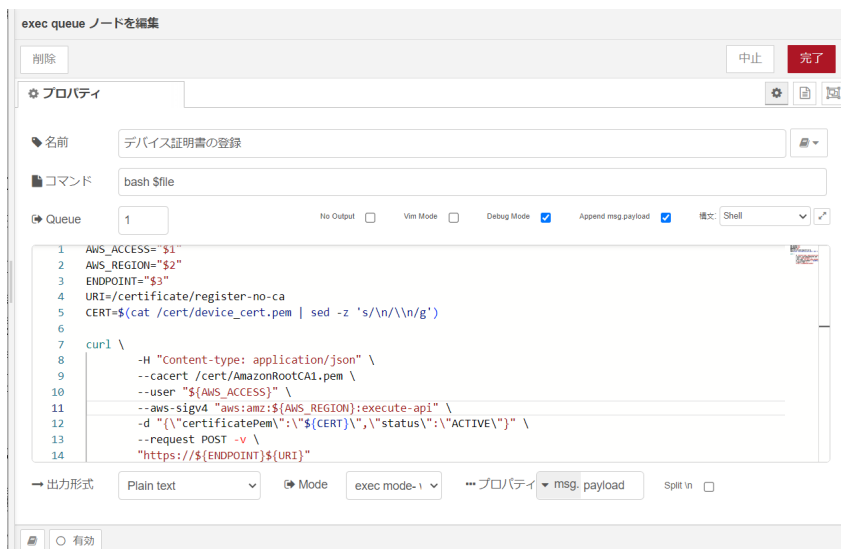 exec queue ノードを編集
削除 中止 完了
プロパティ
名前 デバイス証明書の登録
コマンド bash $file
Queue 1 No Output Vim Mode Debug Mode Append msg.payload 構文: Shell
1 AWS_ACCESS="$1"
2 AWS_REGION="$2"
3 ENDPOINT="$3"
4 URI=/certificate/register-no-ca
5 CERT=$(cat /cert/device_cert.pem | sed -z 's/\n/\\n/g')
6
7 curl \
8 -H "Content-type: application/json" \
9 --cacert /cert/AmazonRootCA1.pem \
10 --user "${AWS_ACCESS}" \
11 --aws-sigv4 "aws:amz:${AWS_REGION}:execute-api" \
12 -d "{\"certificatePem\":\"${CERT}\",\"status\":\"ACTIVE\"}" \
13 --request POST -v \
14 "https://${ENDPOINT}${URI}"
出力形式 Plain text Mode exec mode- プロパティ msg. payload Split \n
有効